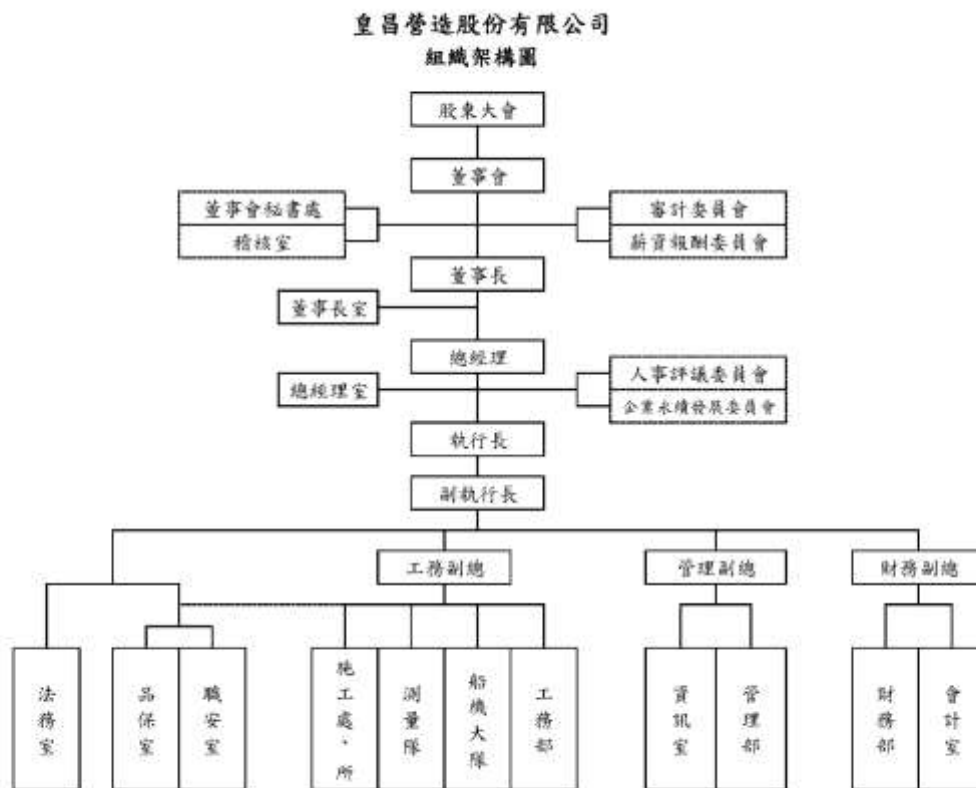 皇昌營造股份有限公司
組織架構圖
股東大會
董事會
董事會秘書處
審計委員會
稽核室
薪資報酬委員會
董事長
董事長室
總經理
人事評議委員會
總經理室
企業永續發展委員會
執行長
副執行長
工務副總
管理副總
財務副總
法務室
品保室
職安室
施工處、所
測量隊
船機大隊
工務部
資訊室
管理部
財務部
會計室